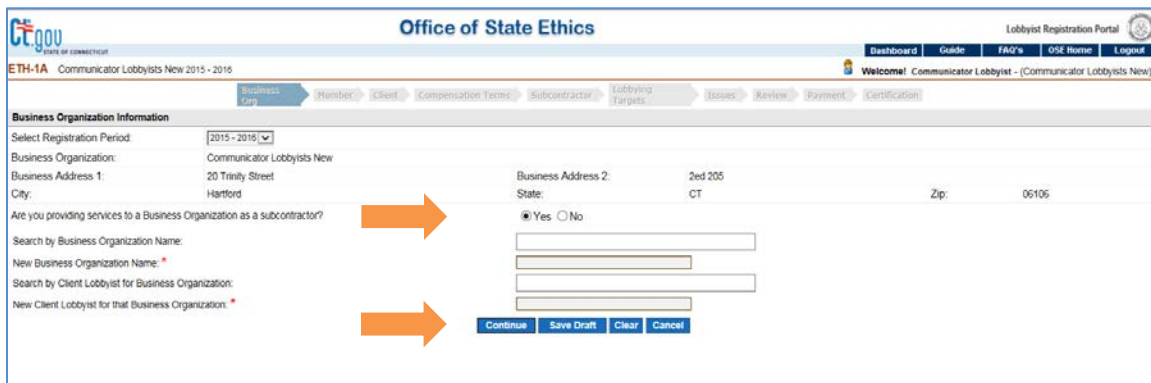 Ct.gov
STATE OF CONNECTICUT
Office of State Ethics
Lobbyist Registration Portal
Dashboard Guide FAQ's OSE Home Logout
ETH-1A Communicator Lobbyists New 2015 - 2016
Welcome! Communicator Lobbyist - (Communicator Lobbyists New)
Business Org Member Client Compensation Terms Subcontractor Lobbying Targets Issues Review Payment Certification
Business Organization Information
Select Registration Period: 2015 - 2016
Business Organization: Communicator Lobbyists New
Business Address 1: 20 Trinity Street Business Address 2: 2ed 205
City: Hartford State: CT Zip: 06106
Are you providing services to a Business Organization as a subcontractor? Yes No
Search by Business Organization Name:
New Business Organization Name: *
Search by Client Lobbyist for Business Organization:
New Client Lobbyist for that Business Organization: *
Continue Save Draft Clear Cancel